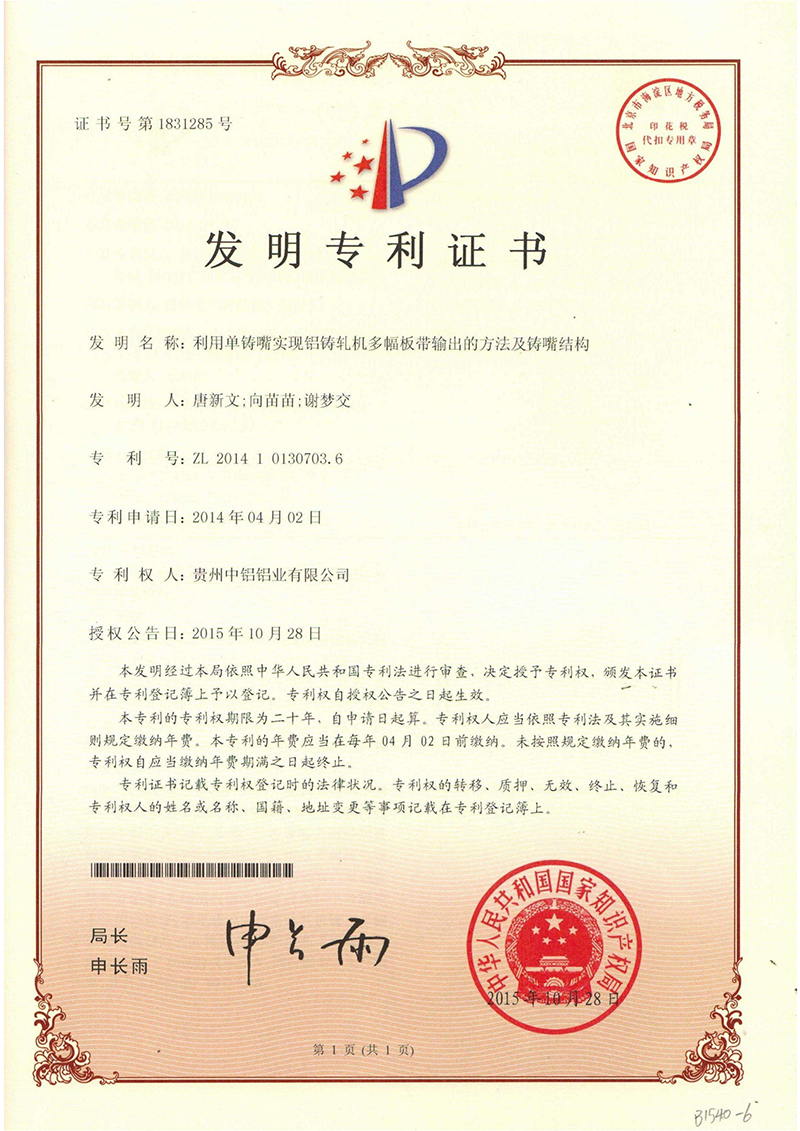 证书号第1831285号
北京市海淀区地方税务局
印花税
代扣专用章
国家知识产权局
发明专利证书
发明名称：利用单铸嘴实现铝铸轧机多幅板带输出的方法及铸嘴结构
发明人：唐新文;向苗苗;谢梦交
专利号：ZL 2014 1 0130703.6
专利申请日：2014年04月02日
专利权人：贵州中铝铝业有限公司
授权公告日：2015年10月28日
本发明经过本局依照中华人民共和国专利法进行审查，决定授予专利权，颁发本证书
并在专利登记簿上予以登记。专利权自授权公告之日起生效。
本专利的专利权期限为二十年，自申请日起算。专利权人应当依照专利法及其实施细
则规定缴纳年费。本专利的年费应当在每年04月02日前缴纳。未按照规定缴纳年费的，
专利权自应当缴纳年费期满之日起终止。
专利证书记载专利权登记时的法律状况。专利权的转移、质押、无效、终止、恢复和
专利权人的姓名或名称、国籍、地址变更等事项记载在专利登记簿上。
局长
申长雨
申长雨
中华人民共和国国家知识产权局
2015年10月28日
第1页(共1页)
B1540-6